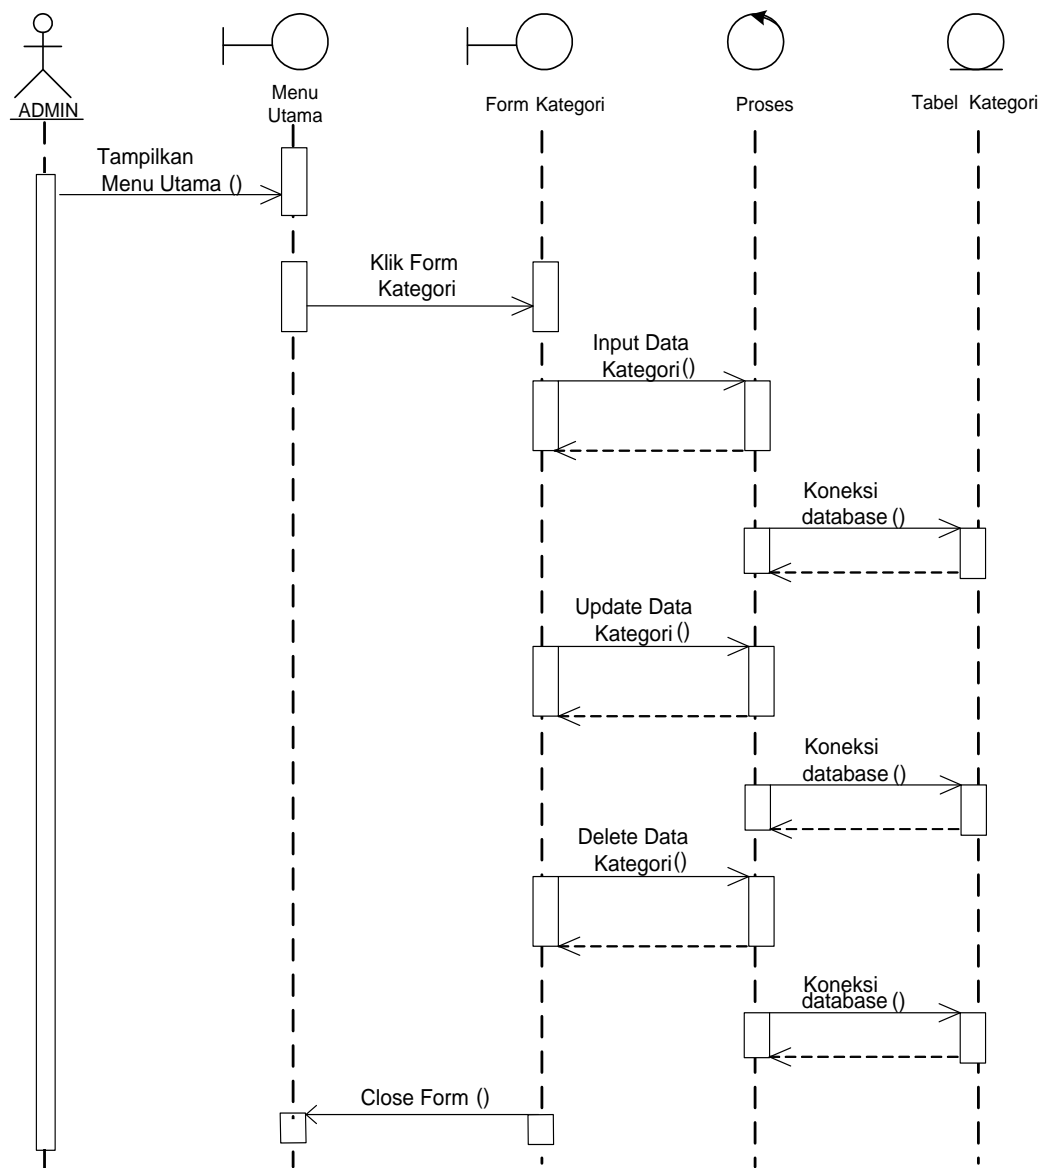 ADMIN
Menu
Utama
Form Kategori
Proses
Tabel Kategori
Tampilkan
Menu Utama ()
Klik Form
Kategori
Input Data
Kategori()
Koneksi
database ()
Update Data
Kategori ()
Koneksi
database ()
Delete Data
Kategori()
Koneksi
database ()
Close Form ()